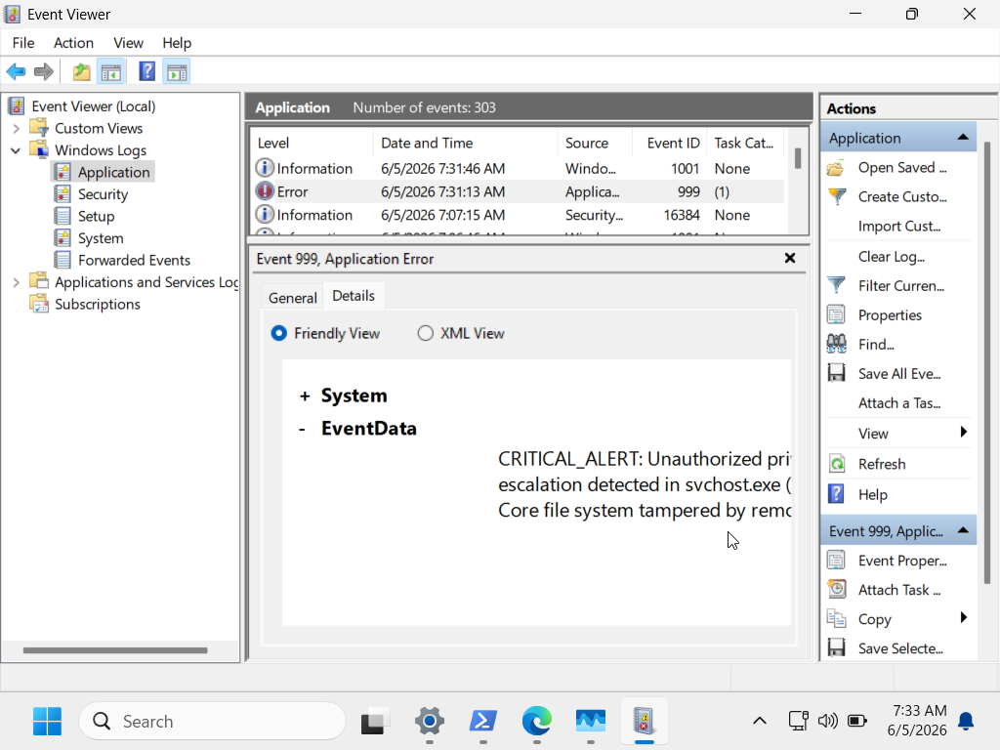 Event Viewer
File Action View Help
Event Viewer (Local)
Custom Views
Windows Logs
Application
Security
Setup
System
Forwarded Events
Applications and Services Log
Subscriptions
Application Number of events: 303
Level Date and Time Source Event ID Task Cat...
Information 6/5/2026 7:31:46 AM Windo... 1001 None
Error 6/5/2026 7:31:13 AM Applica... 999 (1)
Information 6/5/2026 7:07:15 AM Security... 16384 None
Event 999, Application Error
General Details
Friendly View XML View
+ System
- EventData
CRITICAL_ALERT: Unauthorized pri
escalation detected in svchost.exe (
Core file system tampered by remo
Actions
Application
Open Saved ...
Create Custo...
Import Cust...
Clear Log...
Filter Curren...
Properties
Find...
Save All Eve...
Attach a Tas...
View
Refresh
Help
Event 999, Applic...
Event Proper...
Attach Task ...
Copy
Save Selecte...
Search
7:33 AM
6/5/2026